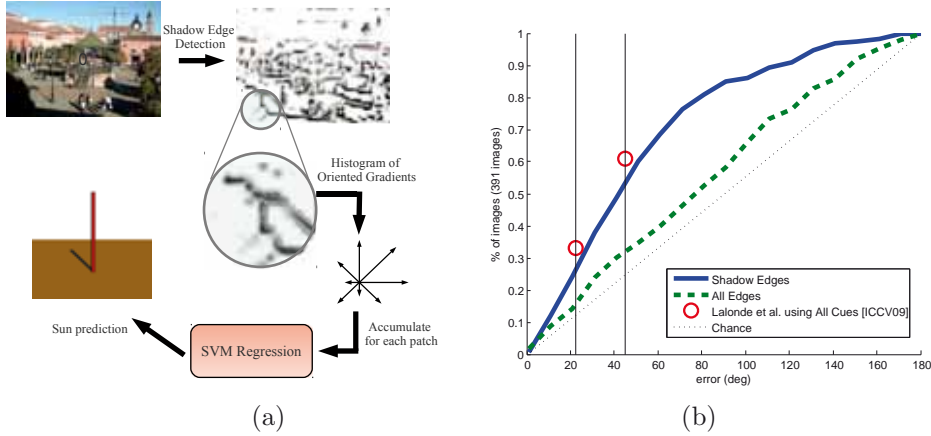 Shadow Edge
Detection
Histogram of
Oriented Gradients
Accumulate
for each patch
SVM Regression
Sun prediction
(a)
% of images (391 images)
1
0.9
0.8
0.7
0.6
0.5
0.4
0.3
0.2
0.1
0
0 20 40 60 80 100 120 140 160 180
error (deg)
Shadow Edges
All Edges
Lalonde et al. using All Cues [ICCV09]
Chance
(b)